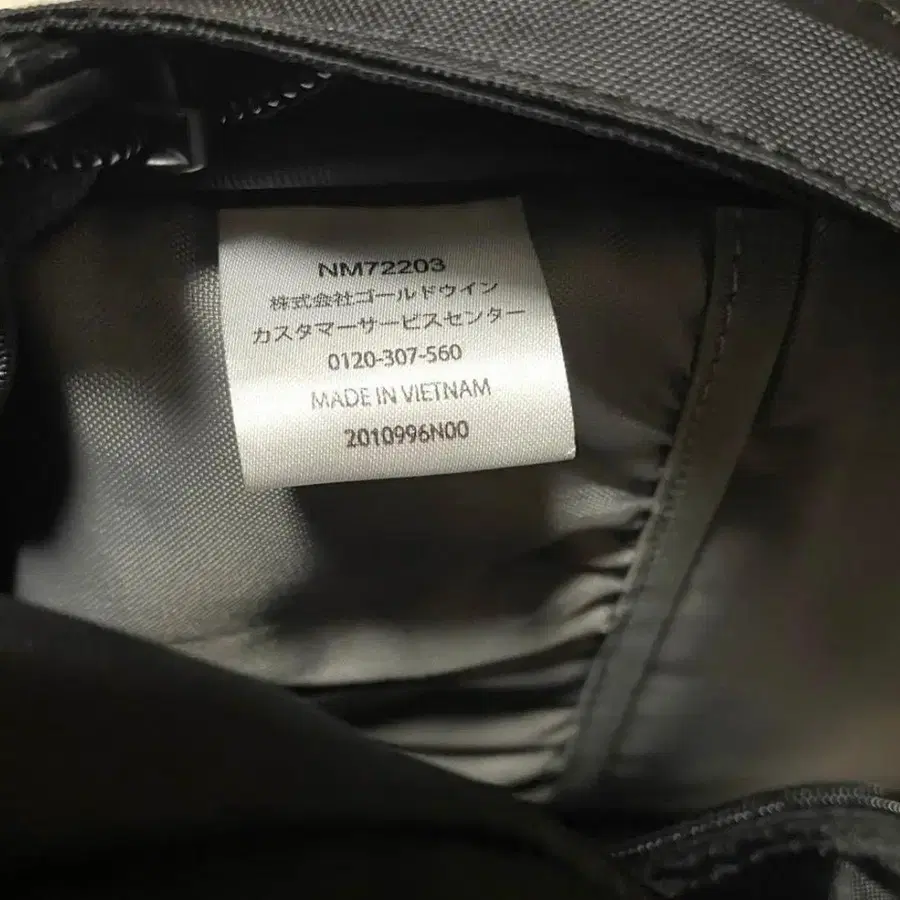 NM72203
株式会社ゴールドウイン
カスタマーサービスセンター
0120-307-560
MADE IN VIETNAM
2010996N00